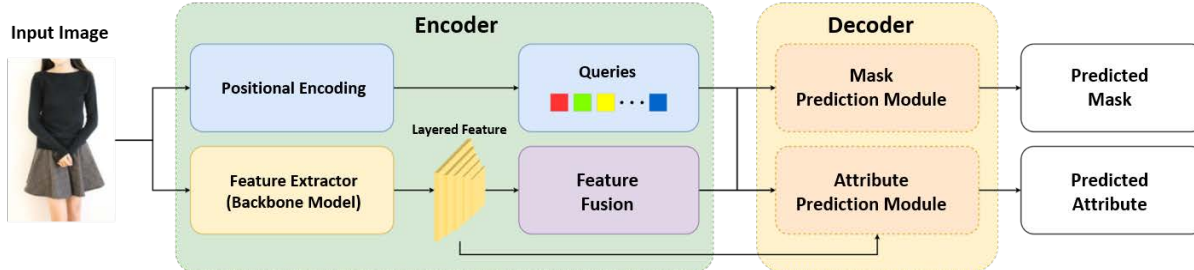 Input Image
Encoder
Positional Encoding
Queries
Layered Feature
Feature Extractor
(Backbone Model)
Feature
Fusion
Decoder
Mask
Prediction Module
Attribute
Prediction Module
Predicted
Mask
Predicted
Attribute